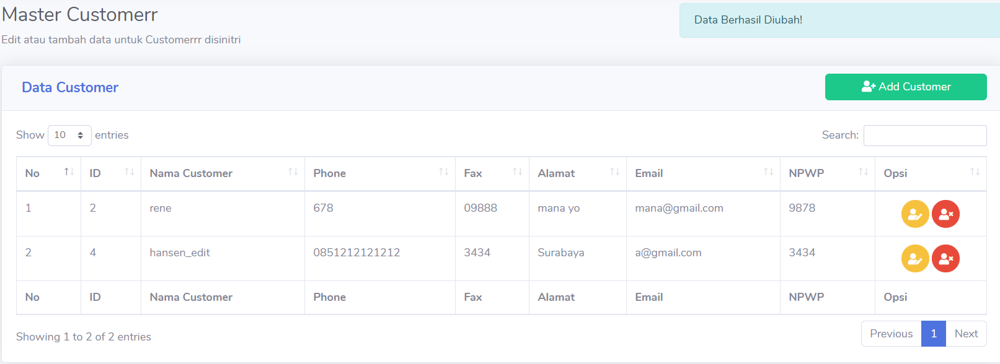 Master Customerr
Data Berhasil Diubah!
Edit atau tambah data untuk Customerrr disinitri
Data Customer
Add Customer
Show 10 entries
Search:
No ID Nama Customer Phone Fax Alamat Email NPWP Opsi
1 2 rene 678 09888 mana yo mana@gmail.com 9878
2 4 hansen_edit 0851212121212 3434 Surabaya a@gmail.com 3434
No ID Nama Customer Phone Fax Alamat Email NPWP Opsi
Showing 1 to 2 of 2 entries
Previous 1 Next